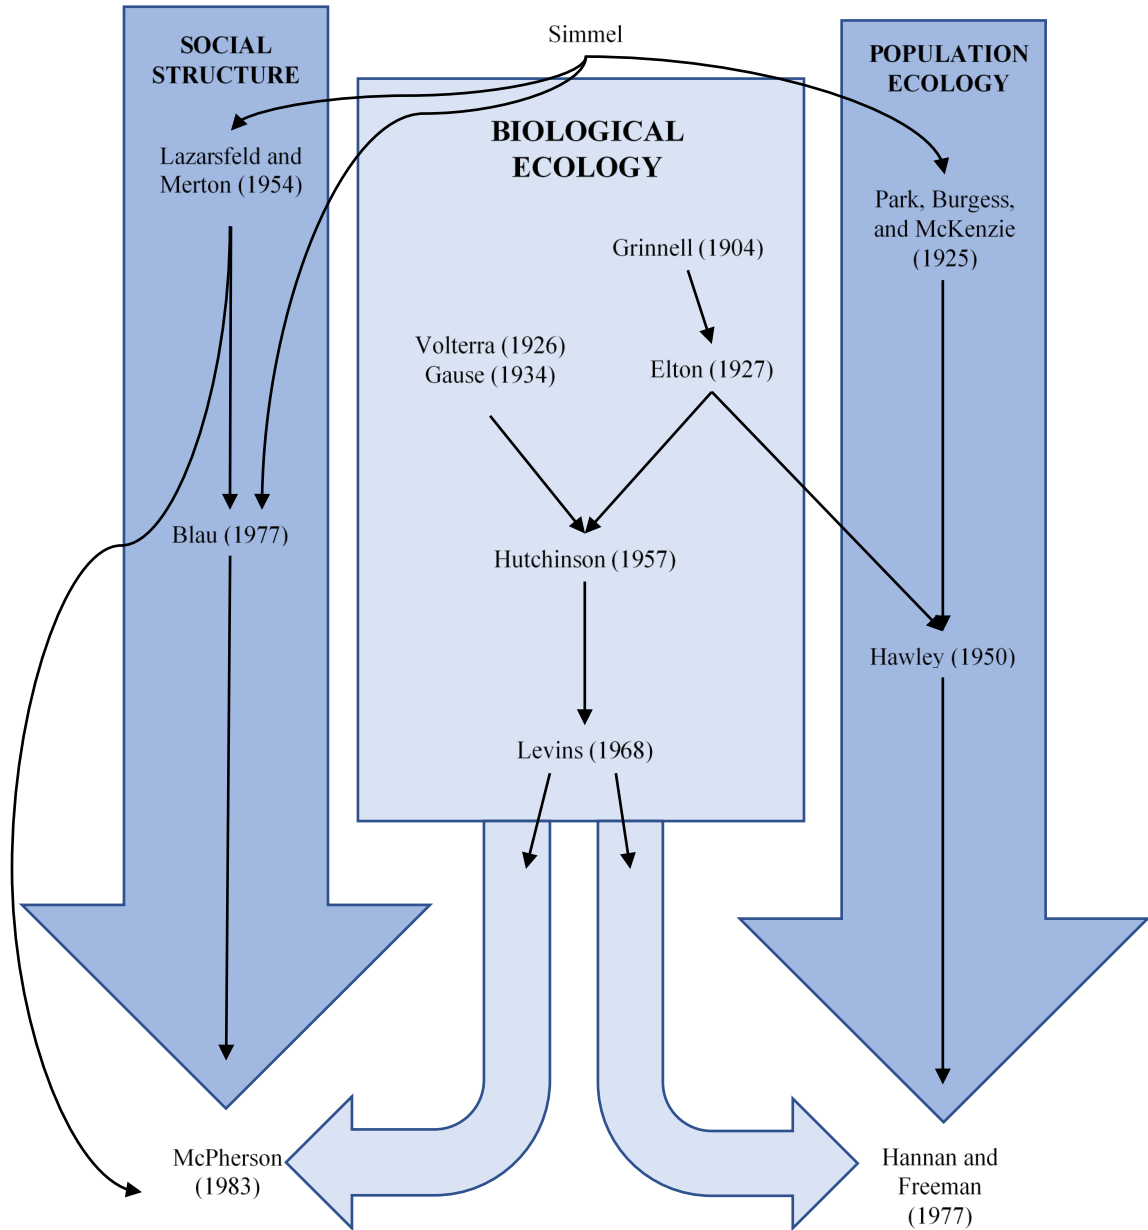 Simmel
SOCIAL
STRUCTURE
POPULATION
ECOLOGY
BIOLOGICAL
ECOLOGY
Lazarsfeld and
Merton (1954)
Park, Burgess,
and McKenzie
(1925)
Grinnell (1904)
Volterra (1926)
Gause (1934)
Elton (1927)
Blau (1977)
Hutchinson (1957)
Hawley (1950)
Levins (1968)
McPherson
(1983)
Hannan and
Freeman
(1977)